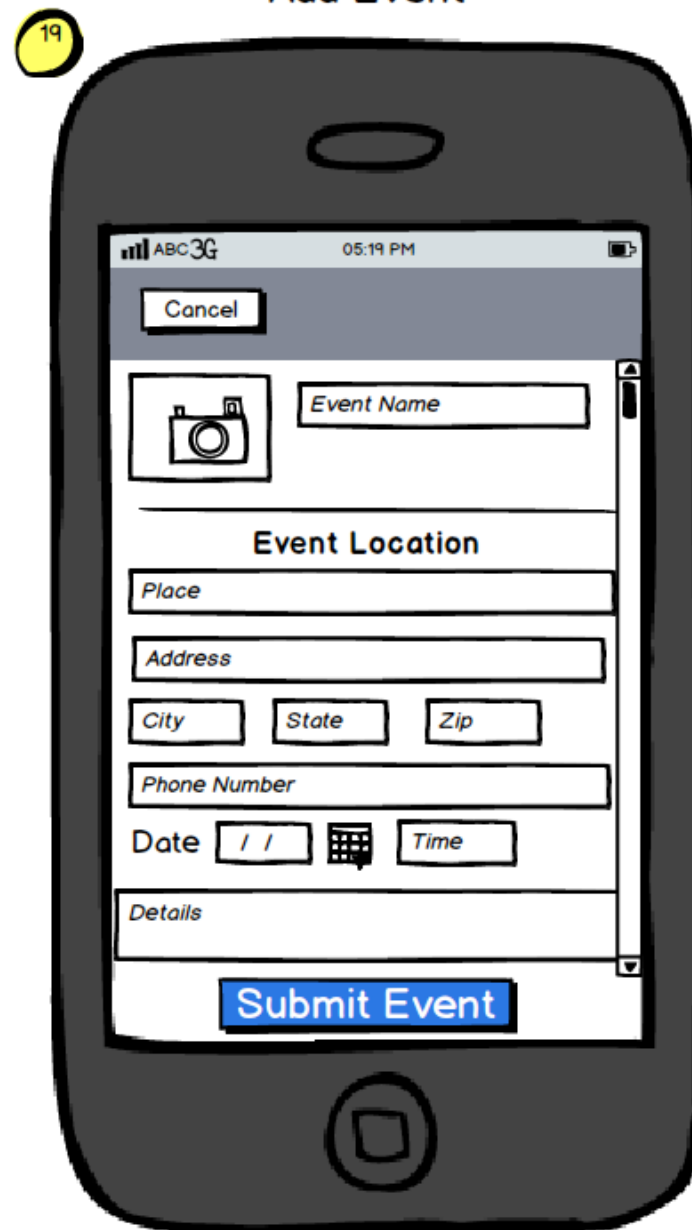 Add Event
19
ABC 3G 05:19 PM
Cancel
Event Name
Event Location
Place
Address
City State Zip
Phone Number
Date / / Time
Details
Submit Event